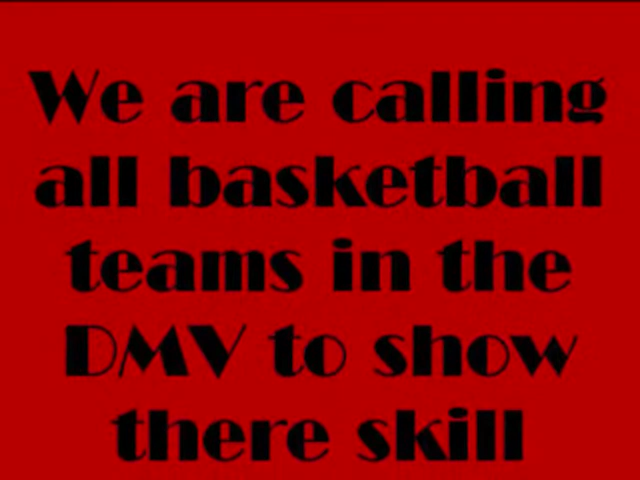 We are calling
all basketball
teams in the
DMV to show
there skill